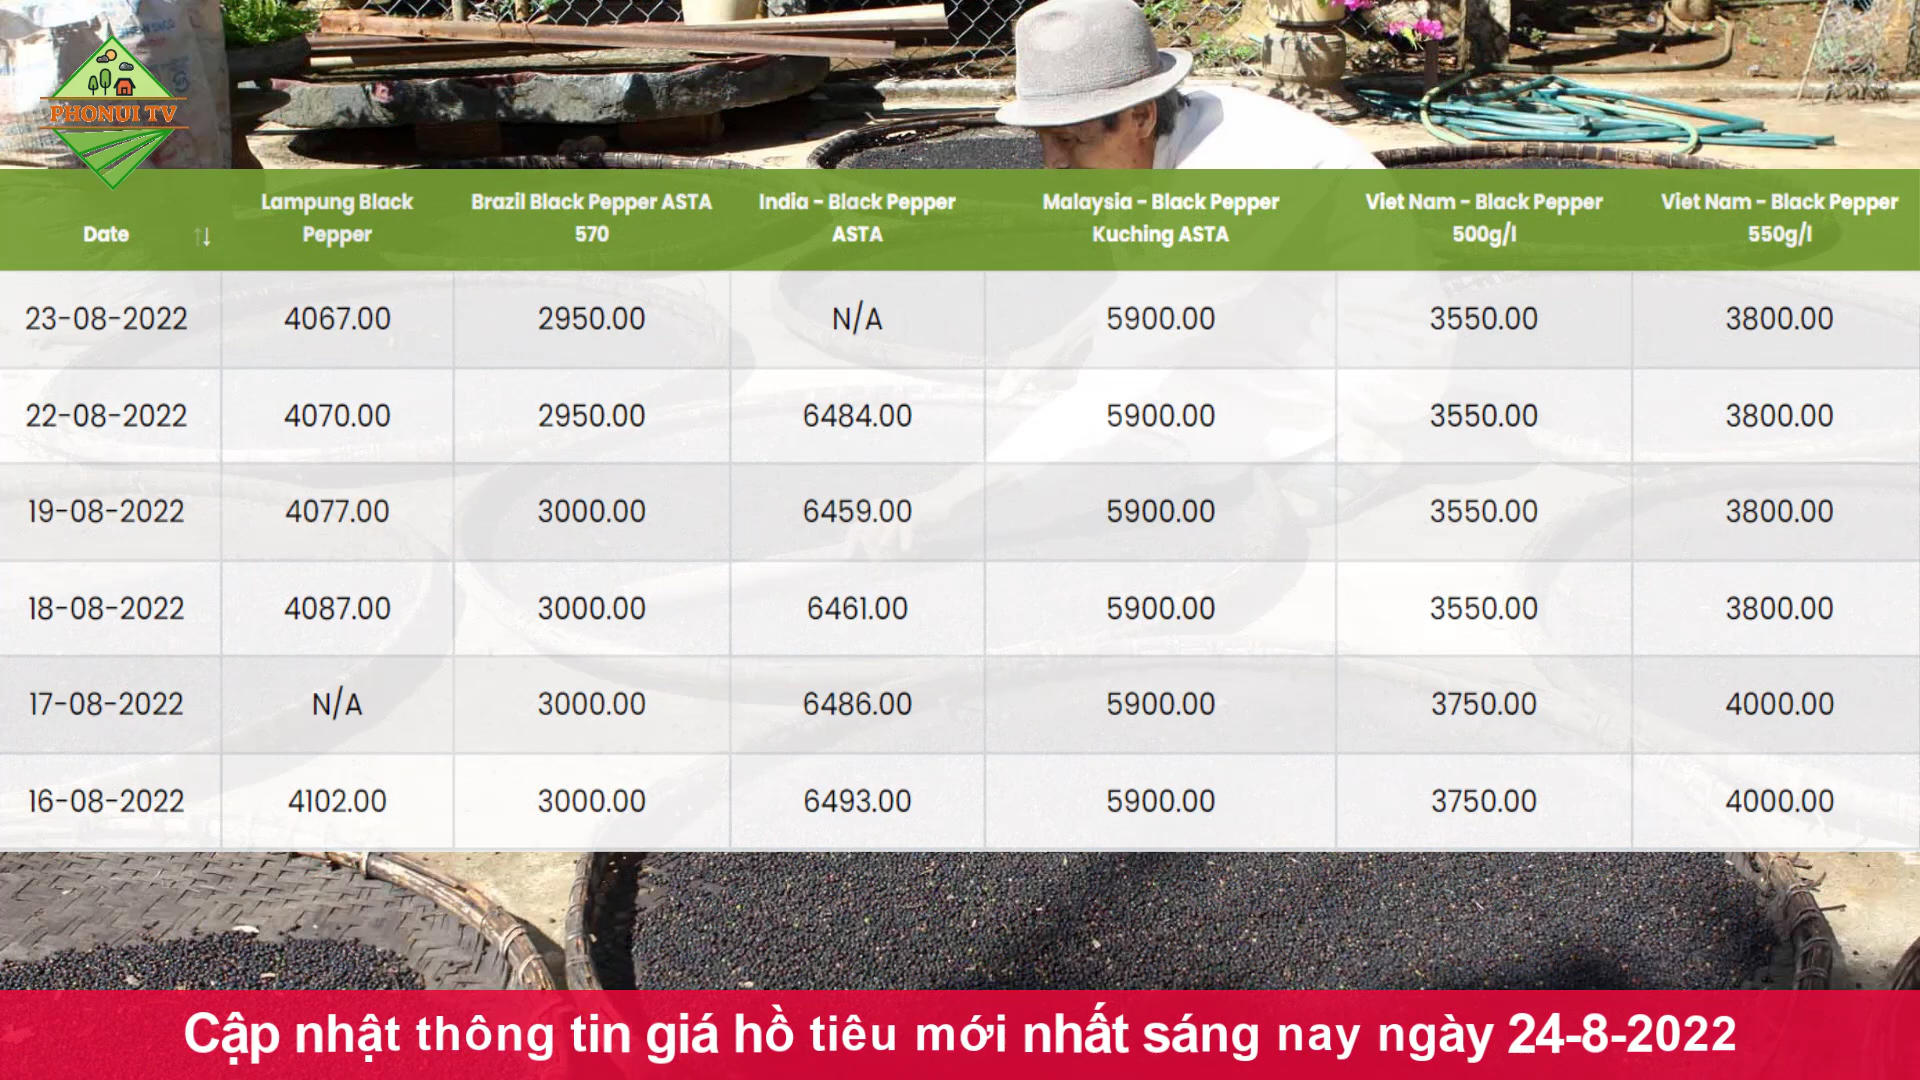 PHONUI TV
Date
Lampung Black Pepper
Brazil Black Pepper ASTA 570
India - Black Pepper ASTA
Malaysia - Black Pepper Kuching ASTA
Viet Nam - Black Pepper 500g/l
Viet Nam - Black Pepper 550g/l
23-08-2022 4067.00 2950.00 N/A 5900.00 3550.00 3800.00
22-08-2022 4070.00 2950.00 6484.00 5900.00 3550.00 3800.00
19-08-2022 4077.00 3000.00 6459.00 5900.00 3550.00 3800.00
18-08-2022 4087.00 3000.00 6461.00 5900.00 3550.00 3800.00
17-08-2022 N/A 3000.00 6486.00 5900.00 3750.00 4000.00
16-08-2022 4102.00 3000.00 6493.00 5900.00 3750.00 4000.00
Cập nhật thông tin giá hồ tiêu mới nhất sáng nay ngày 24-8-2022